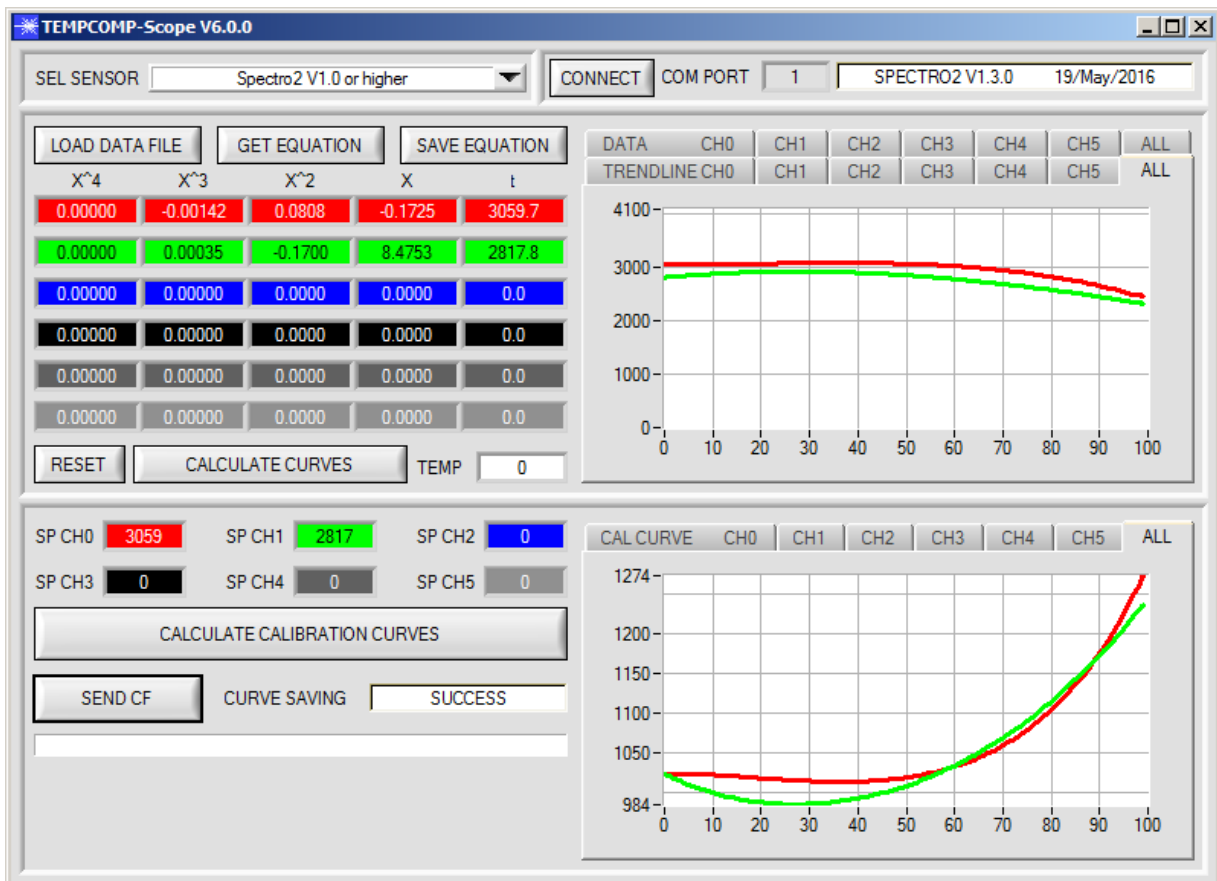 TEMPCOMP-Scope V6.0.0
SEL SENSOR Spectro2 V1.0 or higher
CONNECT COM PORT 1 SPECTRO2 V1.3.0 19/May/2016
LOAD DATA FILE GET EQUATION SAVE EQUATION
X^4 X^3 X^2 X t
0.00000 -0.00142 0.0808 -0.1725 3059.7
0.00000 0.00035 -0.1700 8.4753 2817.8
0.00000 0.00000 0.0000 0.0000 0.0
0.00000 0.00000 0.0000 0.0000 0.0
0.00000 0.00000 0.0000 0.0000 0.0
0.00000 0.00000 0.0000 0.0000 0.0
RESET CALCULATE CURVES TEMP 0
DATA CH0 CH1 CH2 CH3 CH4 CH5 ALL
TRENDLINE CH0 CH1 CH2 CH3 CH4 CH5 ALL
4100
3000
2000
1000
0
0 10 20 30 40 50 60 70 80 90 100
SP CH0 3059 SP CH1 2817 SP CH2 0
SP CH3 0 SP CH4 0 SP CH5 0
CALCULATE CALIBRATION CURVES
SEND CF CURVE SAVING SUCCESS
CAL CURVE CH0 CH1 CH2 CH3 CH4 CH5 ALL
1274
1200
1150
1100
1050
984
0 10 20 30 40 50 60 70 80 90 100